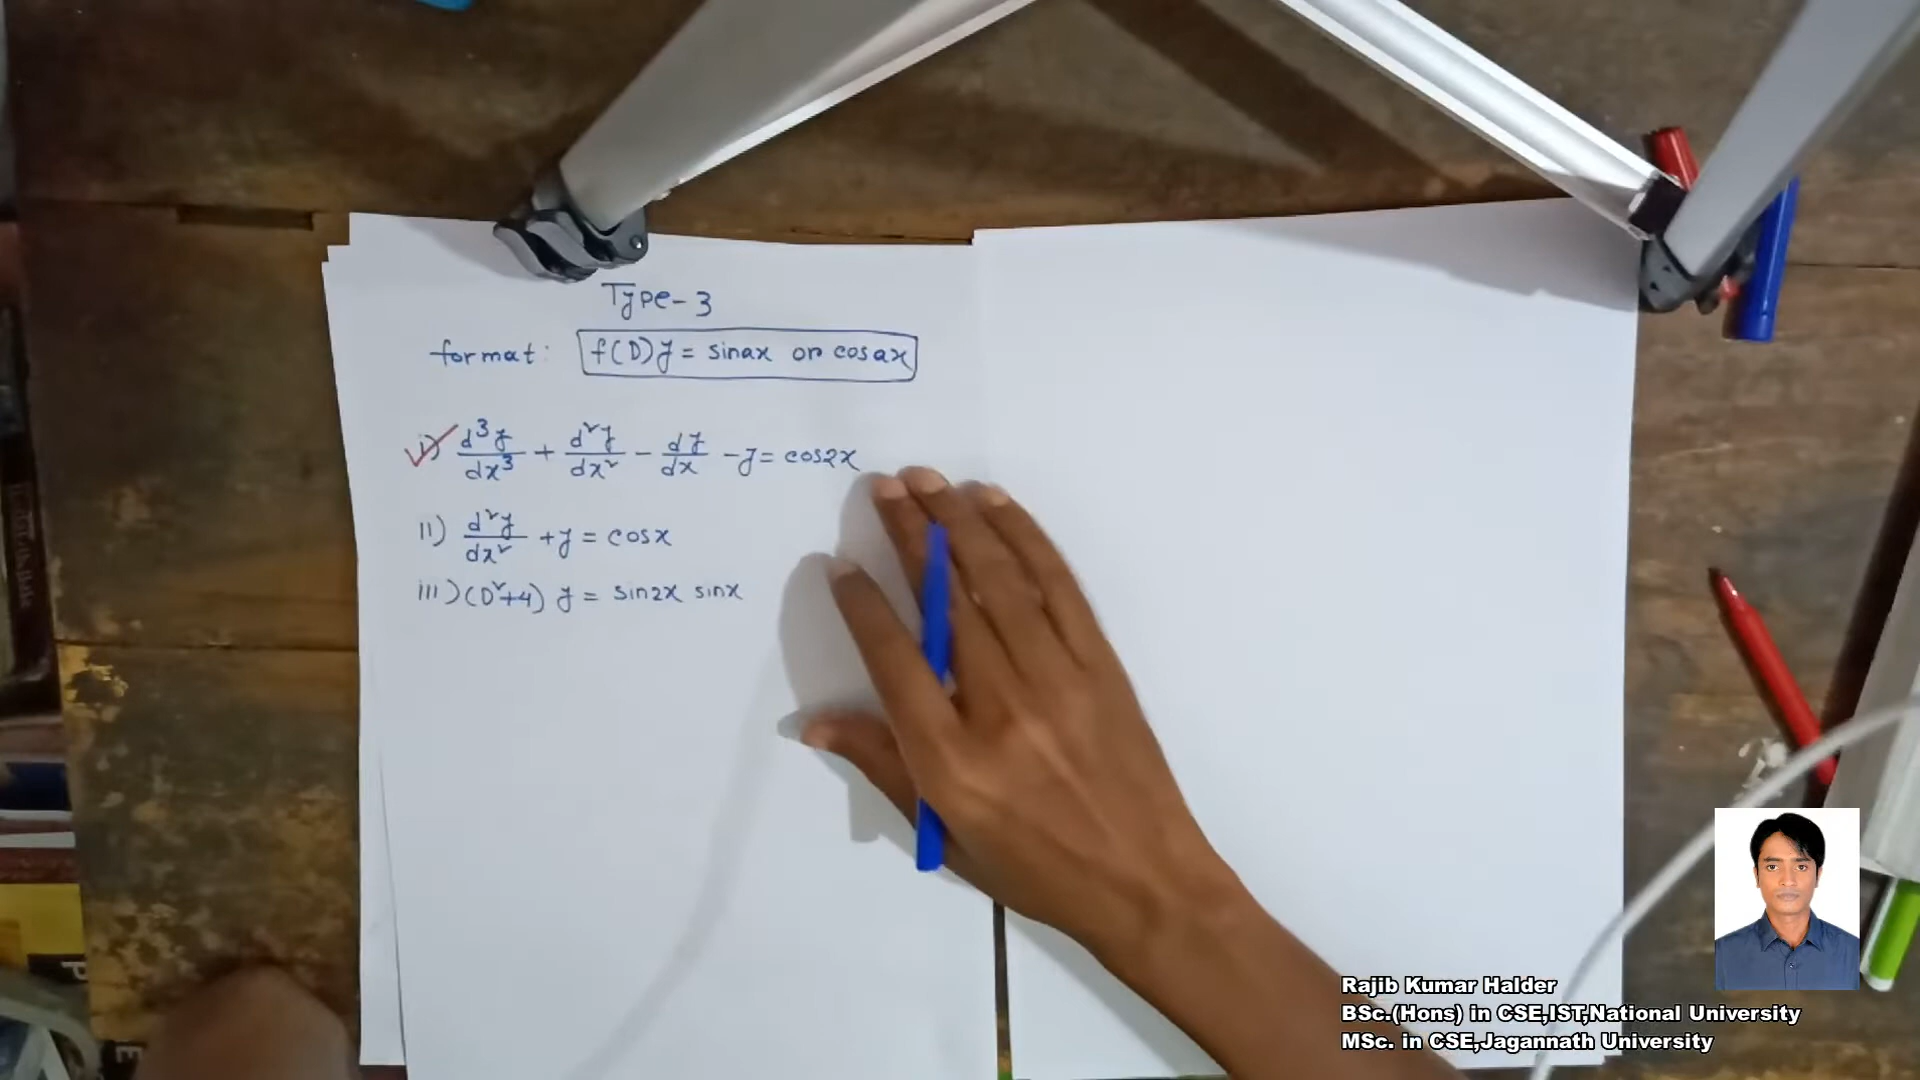 Type-3
format: f(D)y = sinax or cosax
i) d³y/dx³ + d²y/dx² - dy/dx - y = cos2x
ii) d²y/dx² + y = cosx
iii) (D²+4) y = sin2x sinx
Rajib Kumar Halder
BSc.(Hons) in CSE,IST,National University
MSc. in CSE,Jagannath University